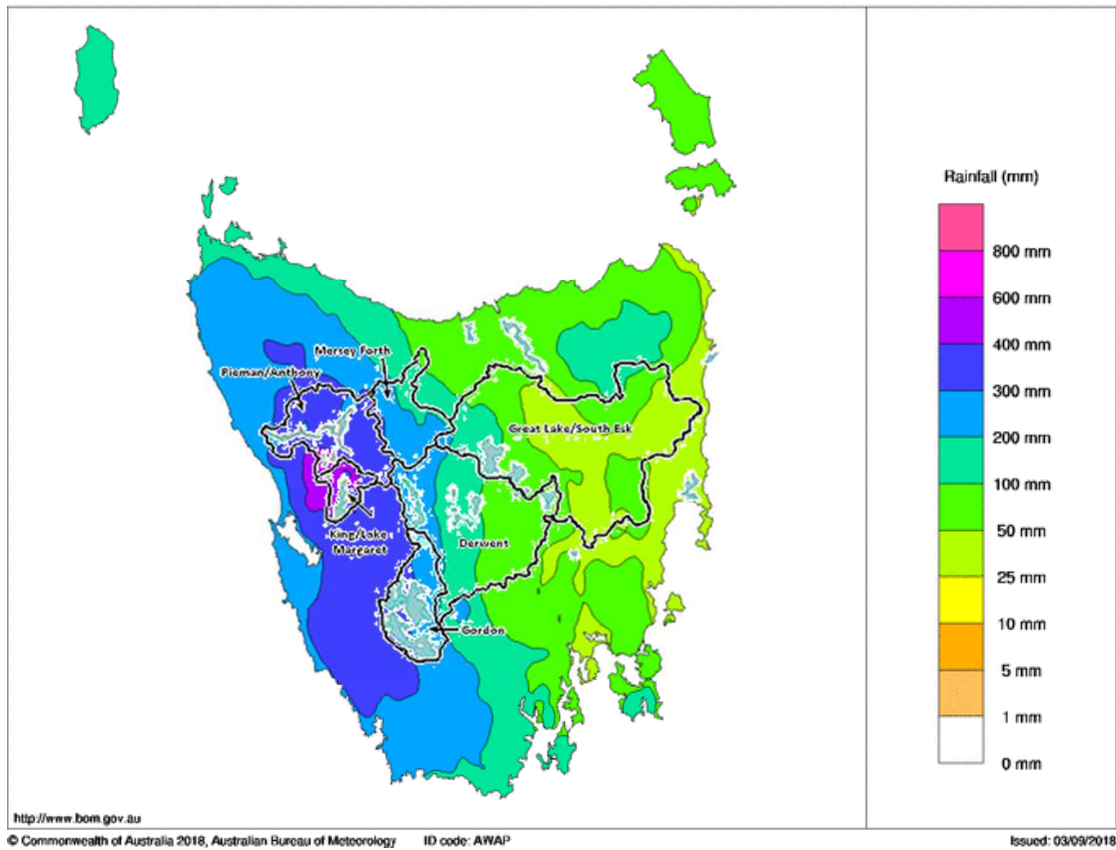 Rainfall (mm)
800 mm
600 mm
400 mm
300 mm
200 mm
100 mm
50 mm
25 mm
10 mm
5 mm
1 mm
0 mm
Mersey Forth
Pieman/Anthony
Great Lake/South Esk
King/Lake
Margaret
Derwent
Gordon
http://www.bom.gov.au
© Commonwealth of Australia 2018, Australian Bureau of Meteorology ID code: AWAP Issued: 03/09/2018